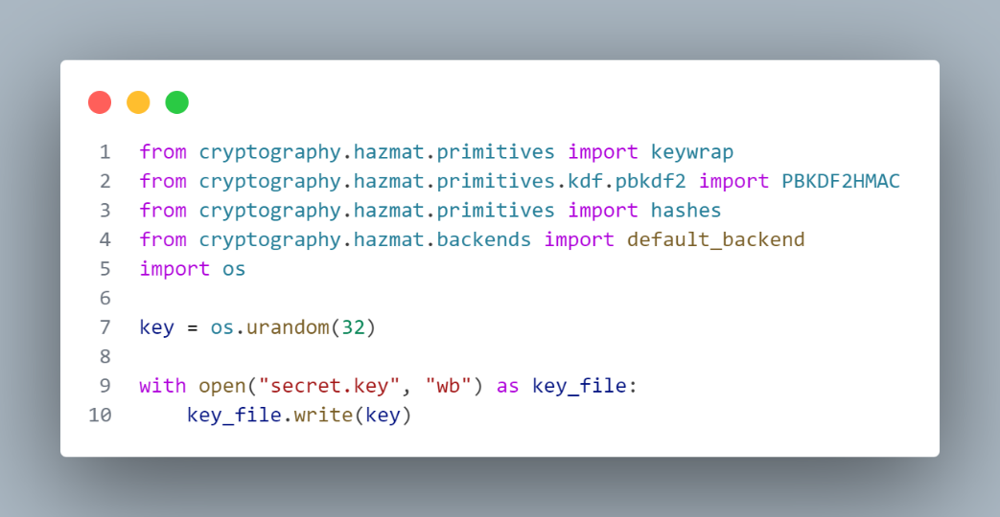 1 from cryptography.hazmat.primitives import keywrap
2 from cryptography.hazmat.primitives.kdf.pbkdf2 import PBKDF2HMAC
3 from cryptography.hazmat.primitives import hashes
4 from cryptography.hazmat.backends import default_backend
5 import os
6
7 key = os.urandom(32)
8
9 with open("secret.key", "wb") as key_file:
10     key_file.write(key)